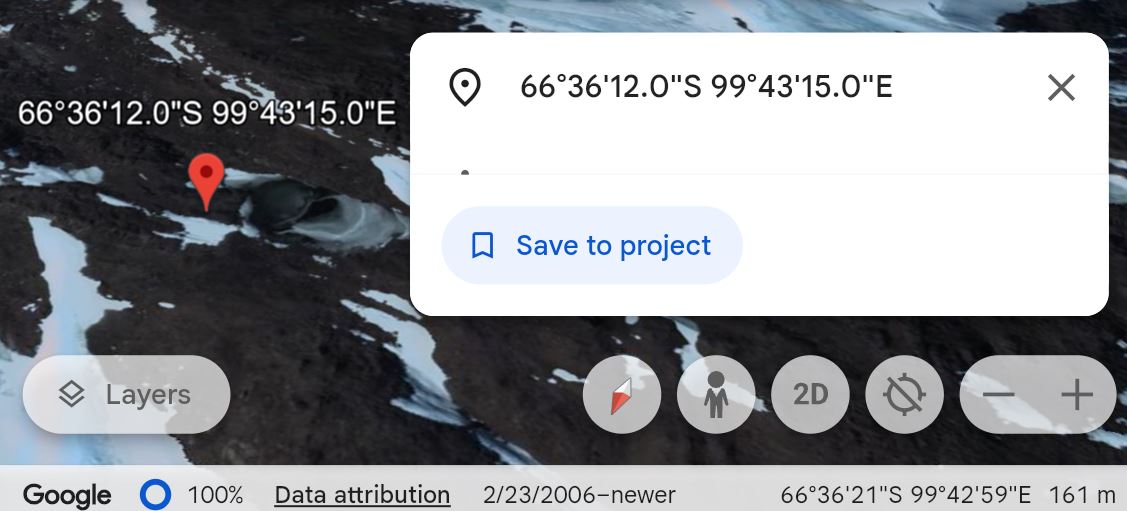 66°36'12.0"S 99°43'15.0"E
66°36'12.0"S 99°43'15.0"E
Save to project
Layers
2D
Google 100% Data attribution 2/23/2006–newer 66°36'21"S 99°42'59"E 161 m